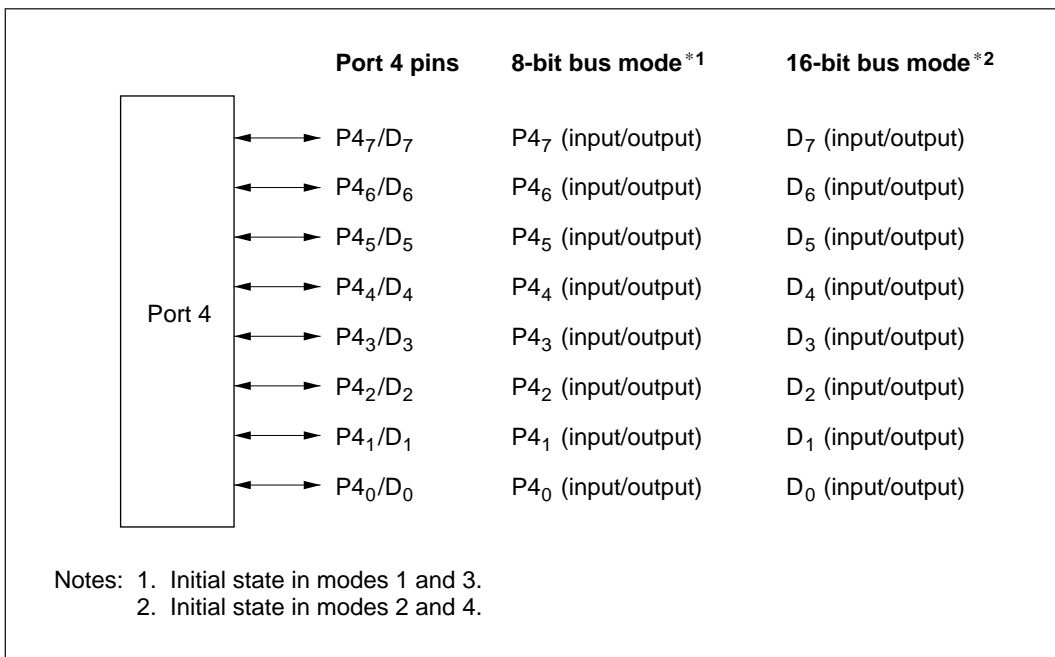 Port 4 pins 8-bit bus mode*1 16-bit bus mode*2
P47/D7 P47 (input/output) D7 (input/output)
P46/D6 P46 (input/output) D6 (input/output)
P45/D5 P45 (input/output) D5 (input/output)
P44/D4 P44 (input/output) D4 (input/output)
Port 4
P43/D3 P43 (input/output) D3 (input/output)
P42/D2 P42 (input/output) D2 (input/output)
P41/D1 P41 (input/output) D1 (input/output)
P40/D0 P40 (input/output) D0 (input/output)
Notes: 1. Initial state in modes 1 and 3.
2. Initial state in modes 2 and 4.